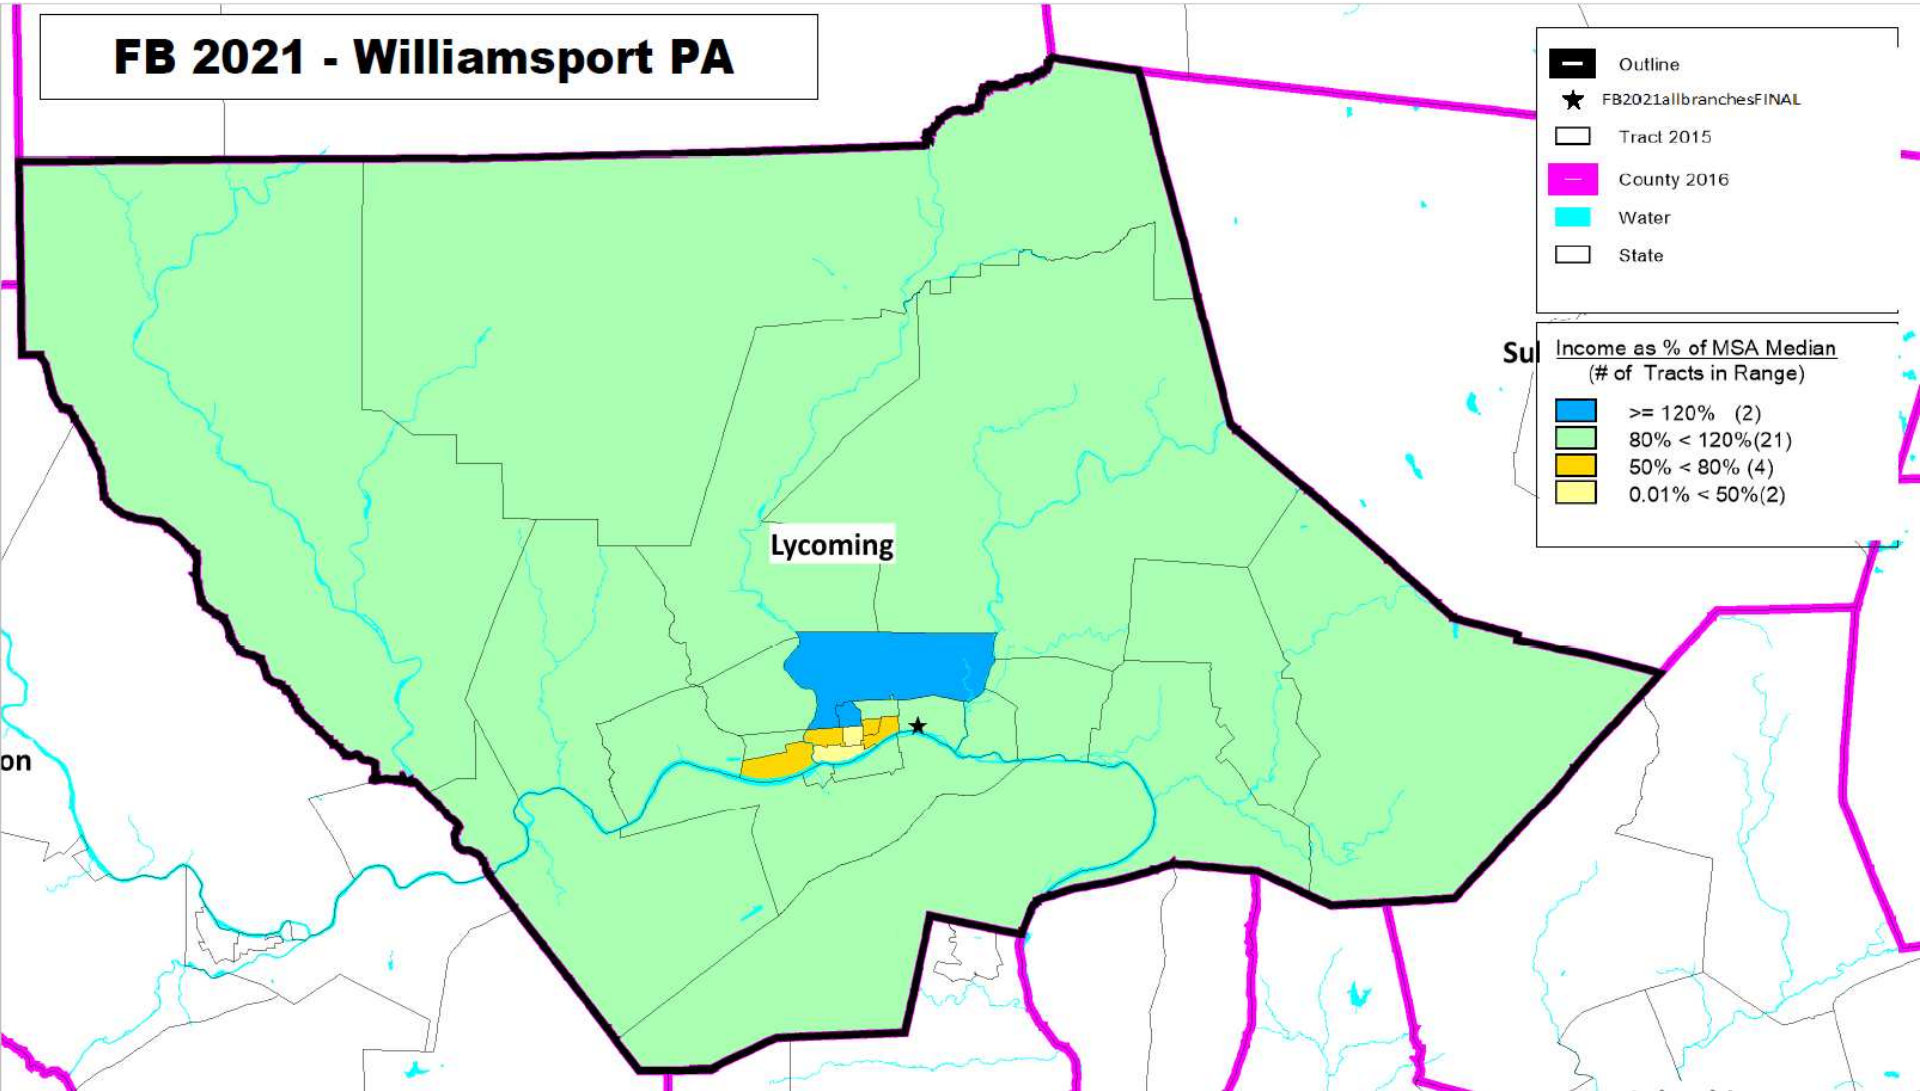 FB 2021 - Williamsport PA
Outline
FB2021allbranchesFINAL
Tract 2015
County 2016
Water
State
Sul
Income as % of MSA Median
(# of Tracts in Range)
>= 120% (2)
80% < 120%(21)
50% < 80% (4)
0.01% < 50%(2)
Lycoming
on